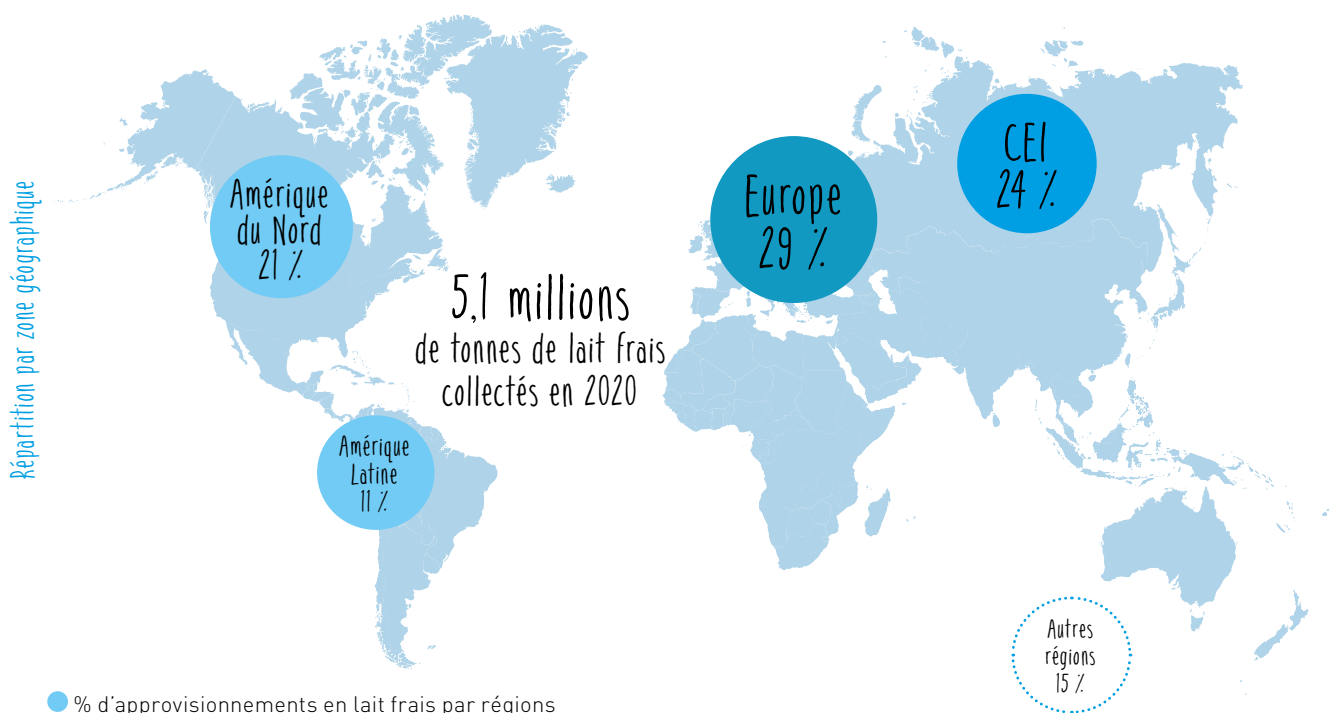 Répartition par zone géographique
Amérique
du Nord
21 %
Europe
29 %
CEI
24 %
5,1 millions
de tonnes de lait frais
collectés en 2020
Amérique
Latine
11 %
Autres
régions
15 %
% d'approvisionnements en lait frais par régions